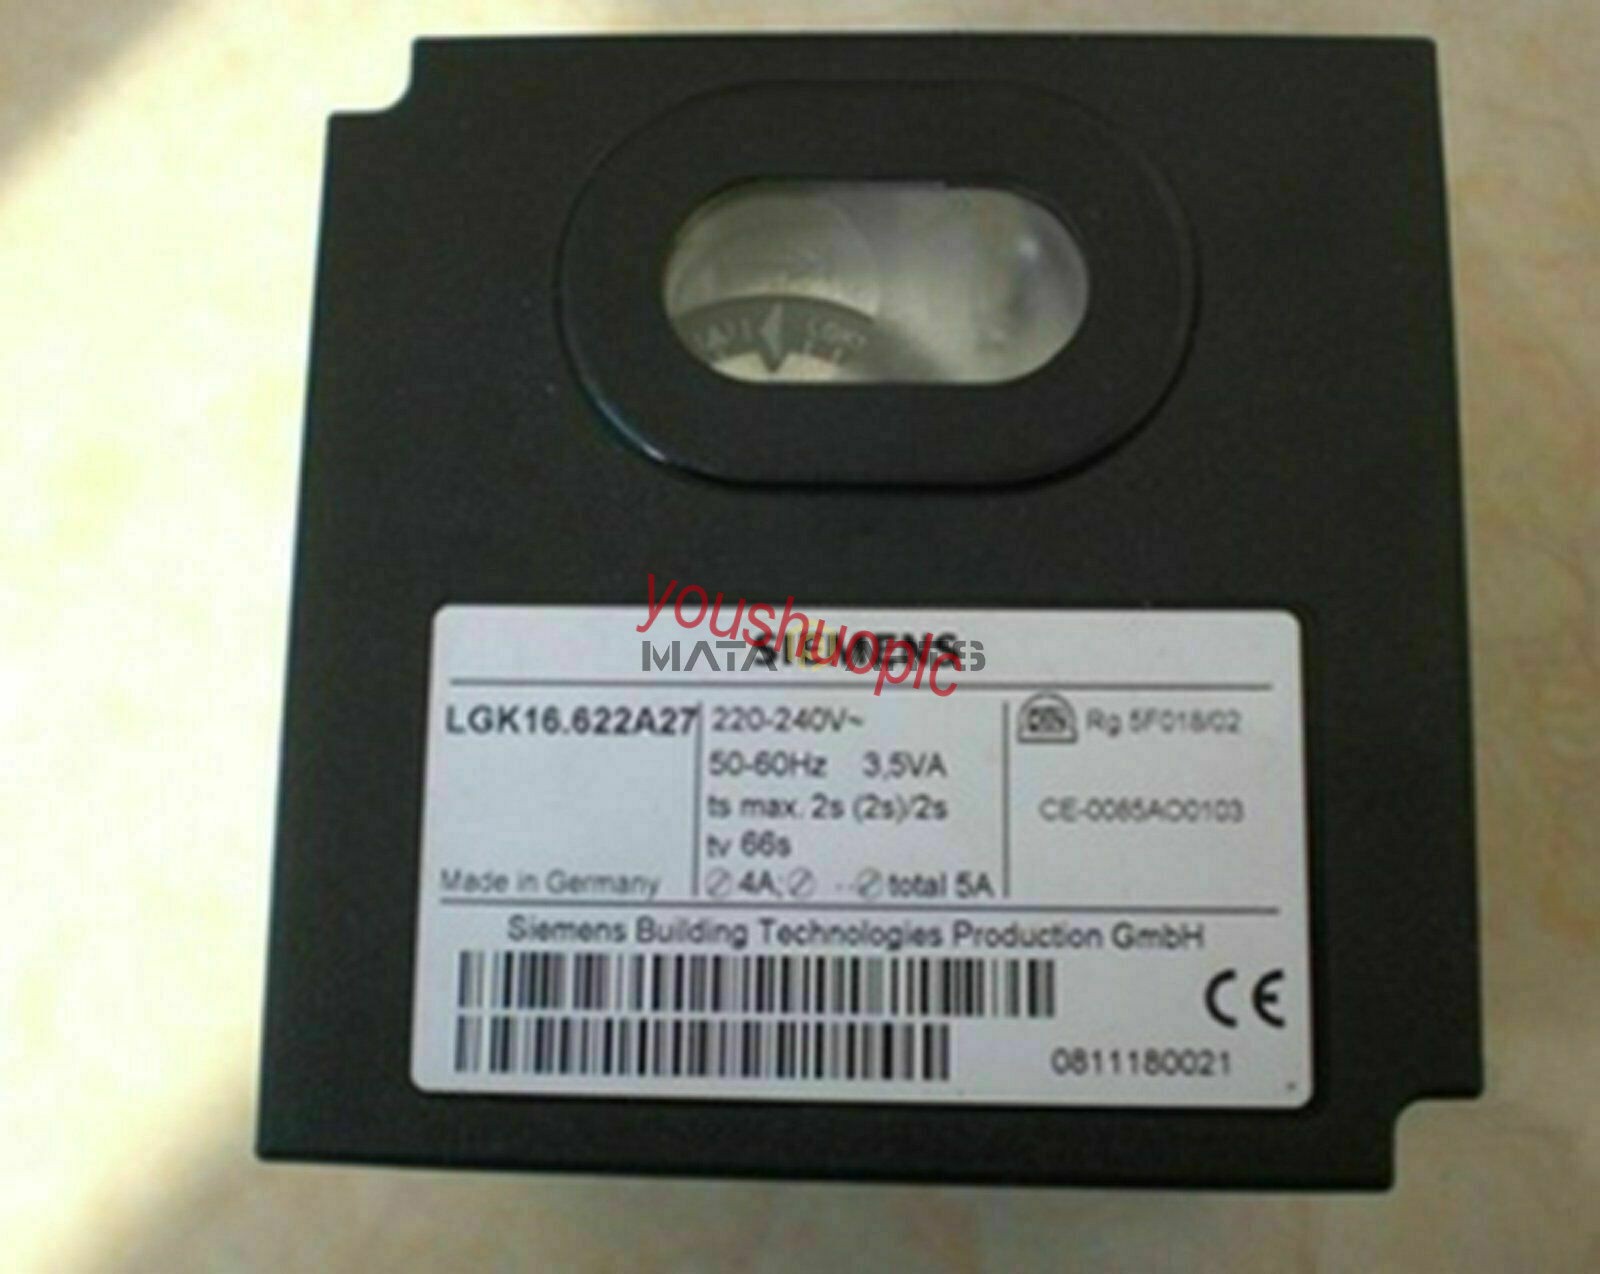 SIEMENS
youshuopic
LGK16.622A27
220-240V~
50-60Hz 3,5VA
ts max. 2s (2s)/2s
tv 66s
4A; total 5A
Made in Germany
DIN Rg.5F018/02
CE-0085AO0103
Siemens Building Technologies Production GmbH
CE
0811180021